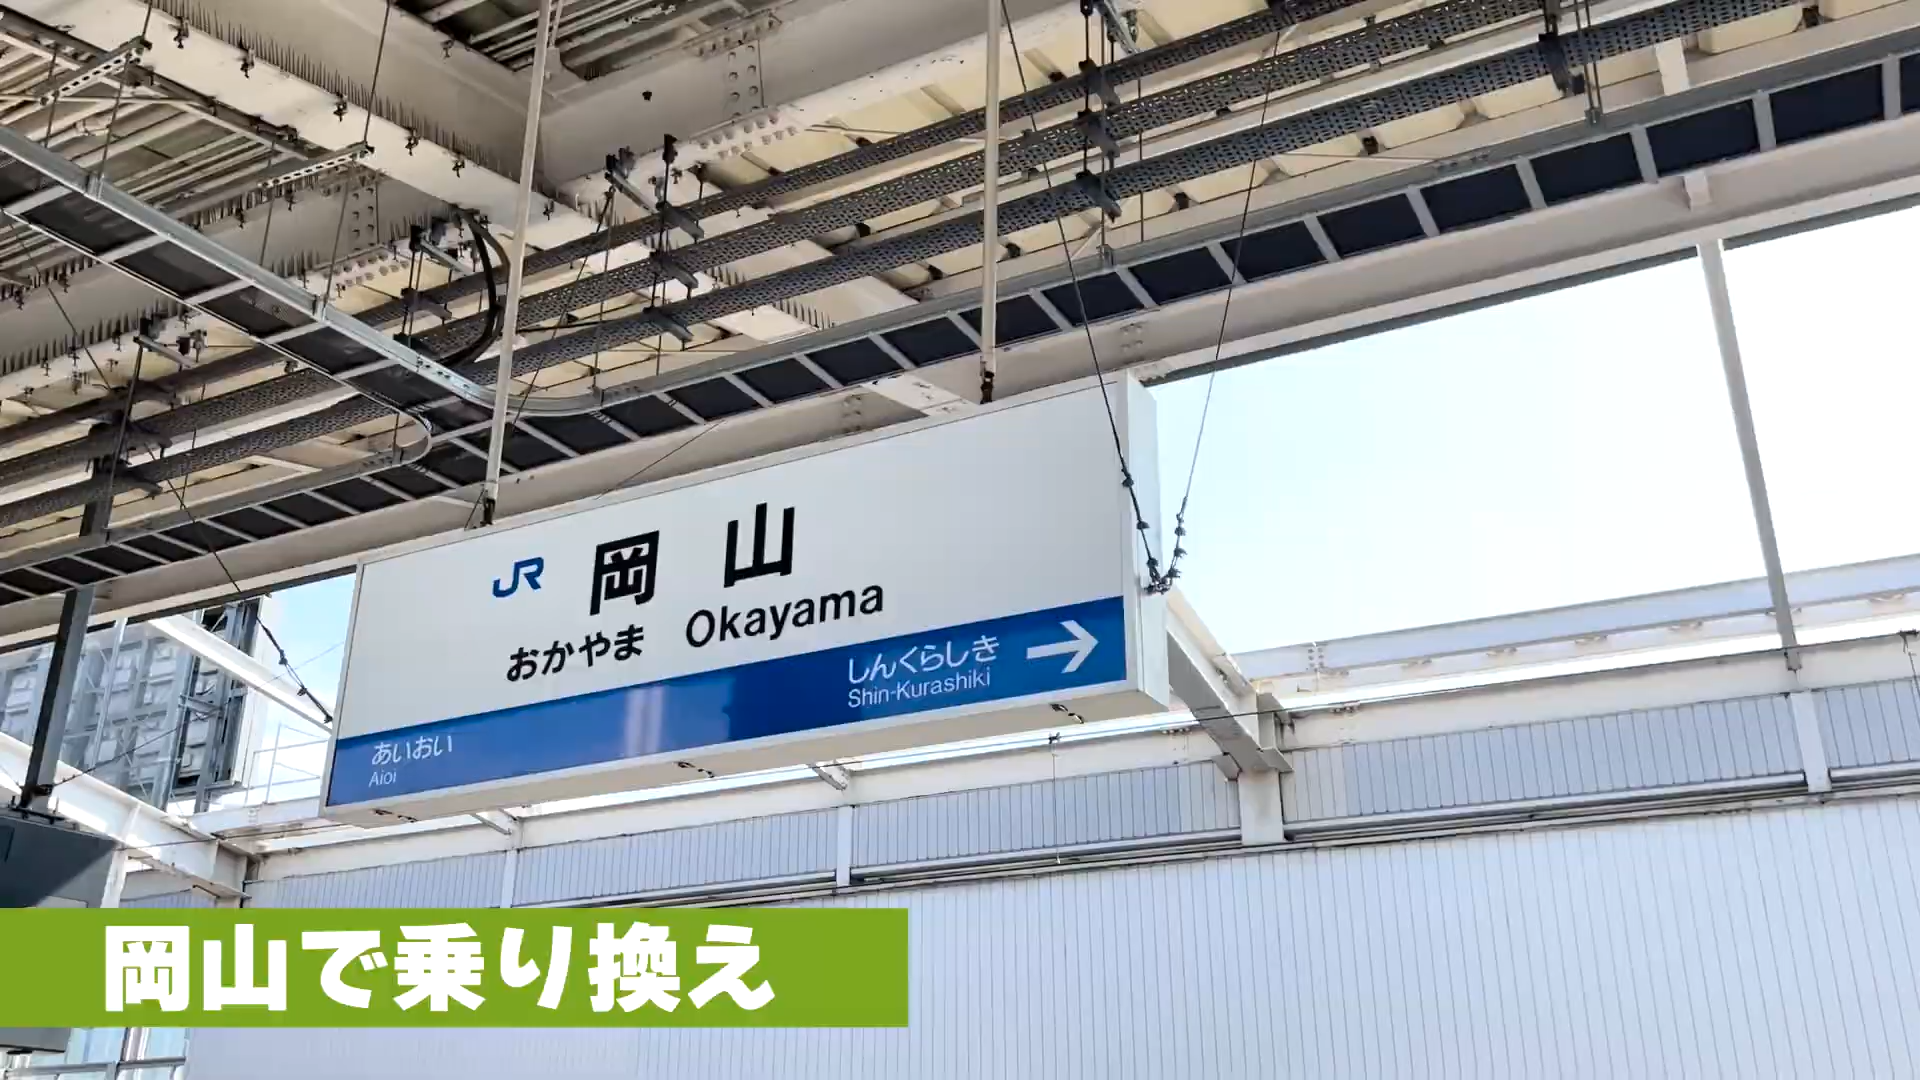 JR 岡山
おかやま Okayama
しんくらしき →
Shin-Kurashiki
あいおい
Aioi
岡山で乗り換え